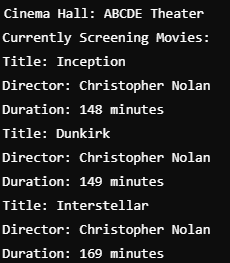 Cinema Hall: ABCDE Theater
Currently Screening Movies:
Title: Inception
Director: Christopher Nolan
Duration: 148 minutes
Title: Dunkirk
Director: Christopher Nolan
Duration: 149 minutes
Title: Interstellar
Director: Christopher Nolan
Duration: 169 minutes